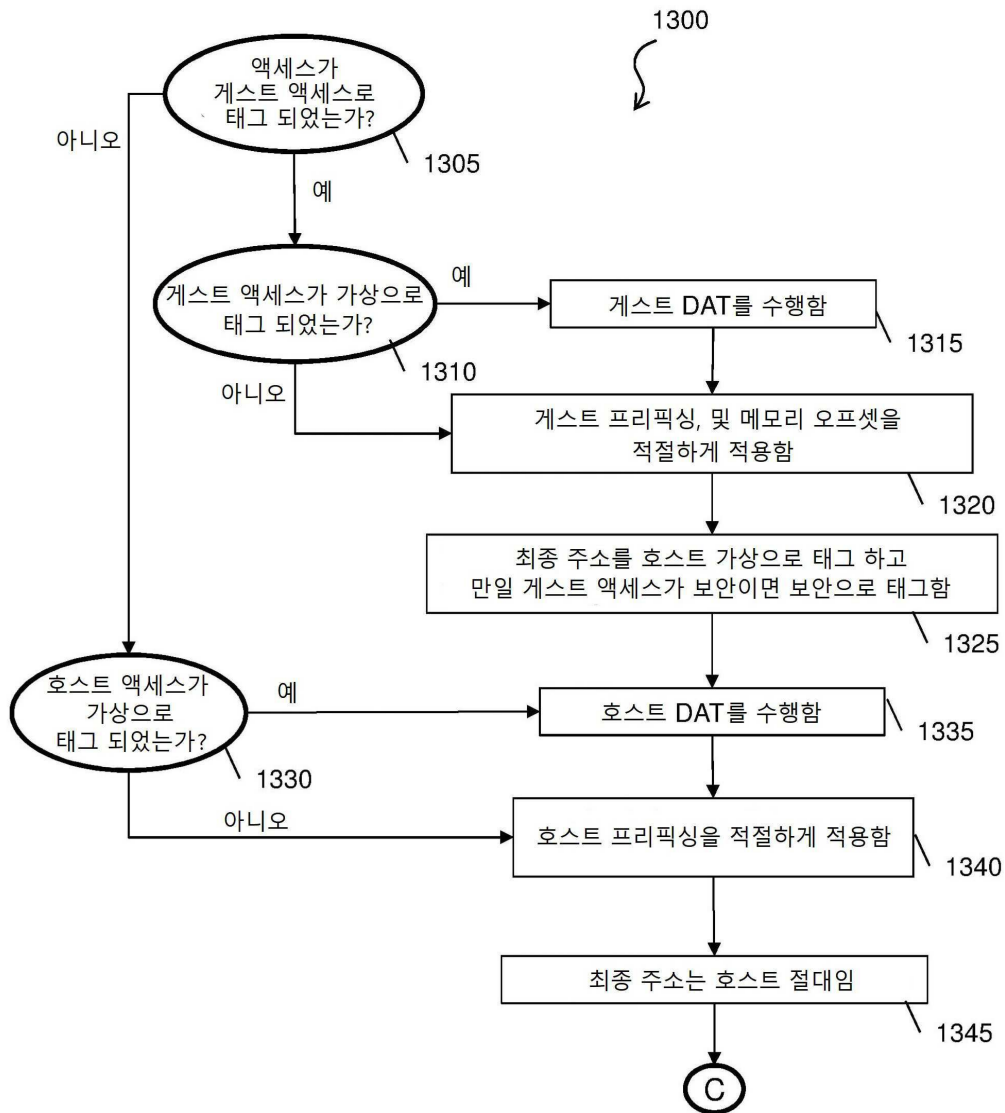 1300
액세스가
게스트 액세스로
태그 되었는가?
아니오
1305
예
게스트 액세스가 가상으로
태그 되었는가?
예
게스트 DAT를 수행함
1315
1310
아니오
게스트 프리픽싱, 및 메모리 오프셋을
적절하게 적용함
1320
최종 주소를 호스트 가상으로 태그 하고
만일 게스트 액세스가 보안이면 보안으로 태그함
1325
호스트 액세스가
가상으로
태그 되었는가?
예
호스트 DAT를 수행함
1335
1330
아니오
호스트 프리픽싱을 적절하게 적용함
1340
최종 주소는 호스트 절대임
1345
C